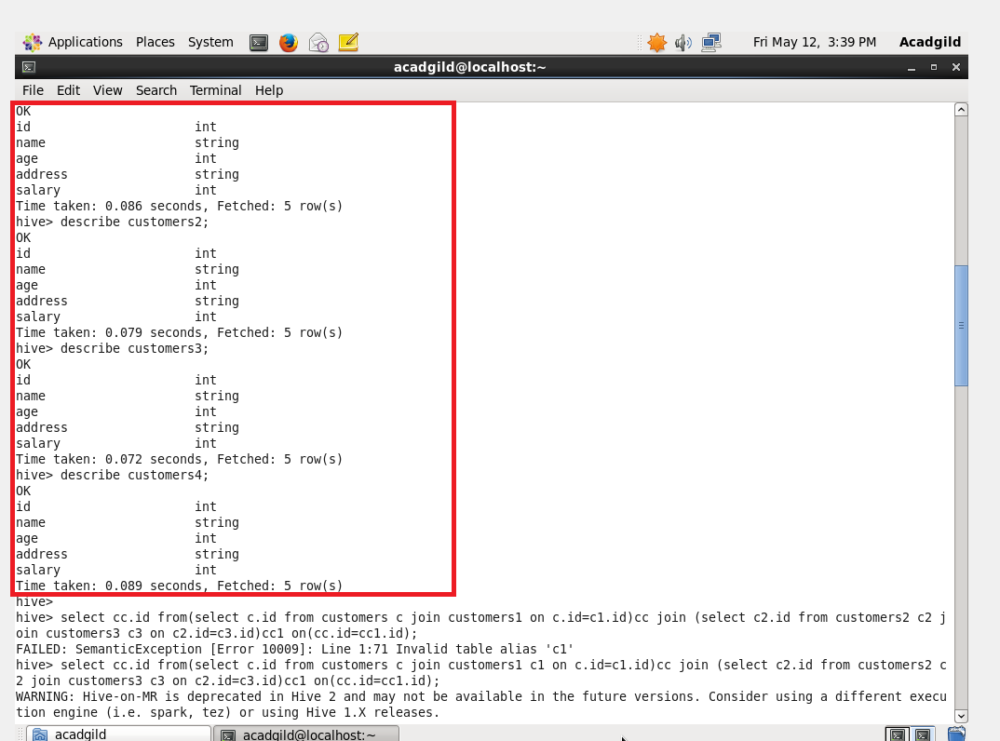 Applications Places System Fri May 12, 3:39 PM Acadgild
acadgild@localhost:~
File Edit View Search Terminal Help
OK
id int
name string
age int
address string
salary int
Time taken: 0.086 seconds, Fetched: 5 row(s)
hive> describe customers2;
OK
id int
name string
age int
address string
salary int
Time taken: 0.079 seconds, Fetched: 5 row(s)
hive> describe customers3;
OK
id int
name string
age int
address string
salary int
Time taken: 0.072 seconds, Fetched: 5 row(s)
hive> describe customers4;
OK
id int
name string
age int
address string
salary int
Time taken: 0.089 seconds, Fetched: 5 row(s)
hive>
hive> select cc.id from(select c.id from customers c join customers1 on c.id=c1.id)cc join (select c2.id from customers2 c2 j
oin customers3 c3 on c2.id=c3.id)cc1 on(cc.id=cc1.id);
FAILED: SemanticException [Error 10009]: Line 1:71 Invalid table alias 'c1'
hive> select cc.id from(select c.id from customers c join customers1 c1 on c.id=c1.id)cc join (select c2.id from customers2 c
2 join customers3 c3 on c2.id=c3.id)cc1 on(cc.id=cc1.id);
WARNING: Hive-on-MR is deprecated in Hive 2 and may not be available in the future versions. Consider using a different execu
tion engine (i.e. spark, tez) or using Hive 1.X releases.
acadgild acadgild@localhost:~